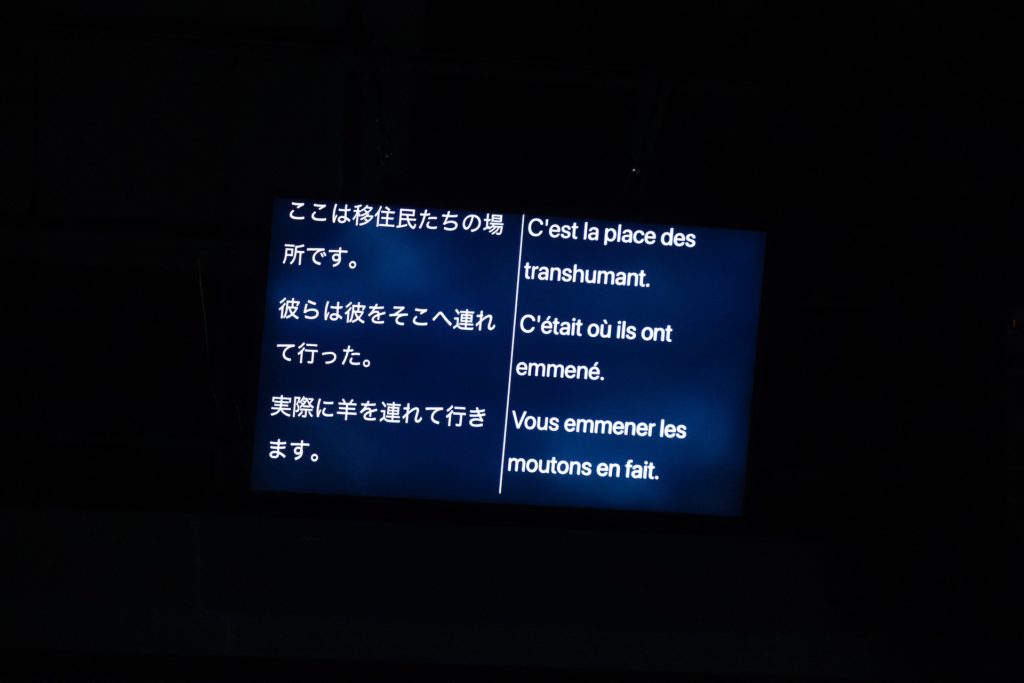 ここは移住民たちの場
所です。
彼らは彼をそこへ連れ
て行った。
実際に羊を連れて行き
ます。
C'est la place des
transhumant.
C'était où ils ont
emmené.
Vous emmener les
moutons en fait.